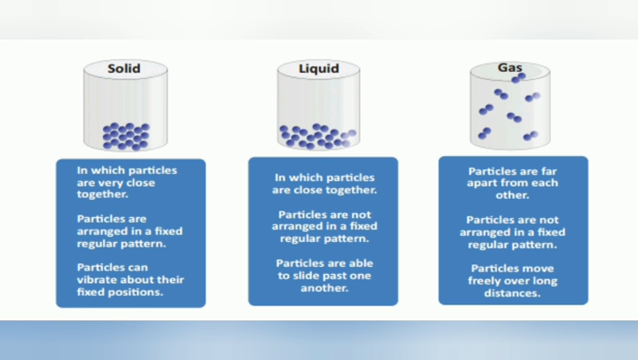 Solid
In which particles
are very close
together.
Particles are
arranged in a fixed
regular pattern.
Particles can
vibrate about their
fixed positions.
Liquid
In which particles
are close together.
Particles are not
arranged in a fixed
regular pattern.
Particles are able
to slide past one
another.
Gas
Particles are far
apart from each
other.
Particles are not
arranged in a fixed
regular pattern.
Particles move
freely over long
distances.